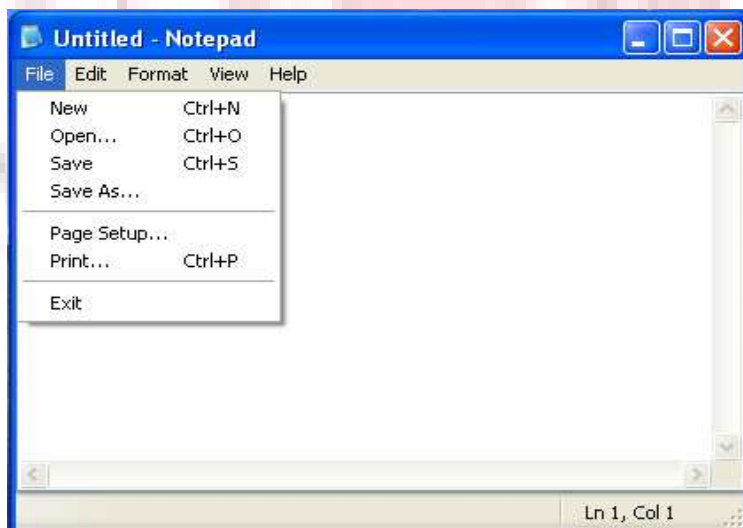 Untitled - Notepad
File Edit Format View Help
New Ctrl+N
Open... Ctrl+O
Save Ctrl+S
Save As...
Page Setup...
Print... Ctrl+P
Exit
Ln 1, Col 1